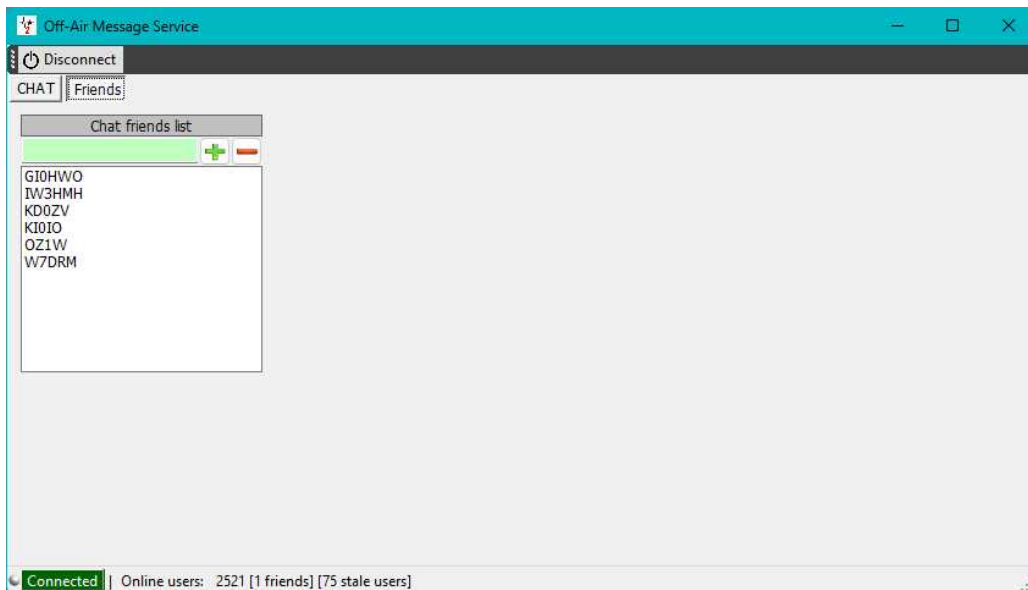 Off-Air Message Service
Disconnect
CHAT Friends
Chat friends list
GI0HWO
IW3HMH
KD0ZV
KI0IO
OZ1W
W7DRM
Connected | Online users: 2521 [1 friends] [75 stale users]